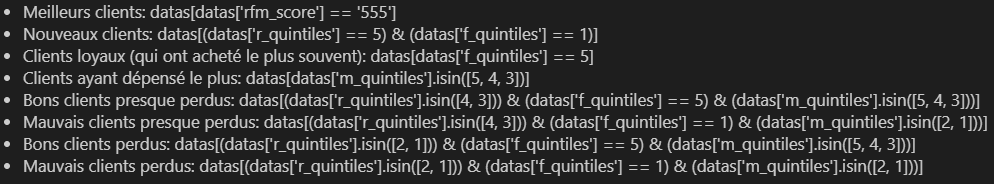 • Meilleurs clients: datas[datas['rfm_score'] == '555']
• Nouveaux clients: datas[(datas['r_quintiles'] == 5) & (datas['f_quintiles'] == 1)]
• Clients loyaux (qui ont acheté le plus souvent): datas[datas['f_quintiles'] == 5]
• Clients ayant dépensé le plus: datas[datas['m_quintiles'].isin([5, 4, 3])]
• Bons clients presque perdus: datas[(datas['r_quintiles'].isin([4, 3])) & (datas['f_quintiles'] == 5) & (datas['m_quintiles'].isin([5, 4, 3]))]
• Mauvais clients presque perdus: datas[(datas['r_quintiles'].isin([4, 3])) & (datas['f_quintiles'] == 1) & (datas['m_quintiles'].isin([2, 1]))]
• Bons clients perdus: datas[(datas['r_quintiles'].isin([2, 1])) & (datas['f_quintiles'] == 5) & (datas['m_quintiles'].isin([5, 4, 3]))]
• Mauvais clients perdus: datas[(datas['r_quintiles'].isin([2, 1])) & (datas['f_quintiles'] == 1) & (datas['m_quintiles'].isin([2, 1]))]